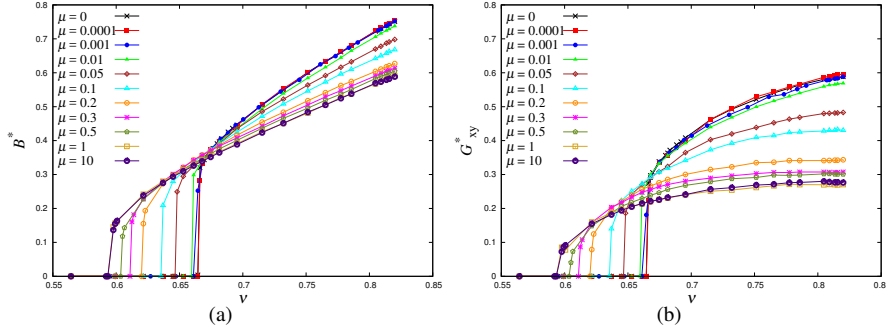 μ = 0
μ = 0.0001
μ = 0.001
μ = 0.01
μ = 0.05
μ = 0.1
μ = 0.2
μ = 0.3
μ = 0.5
μ = 1
μ = 10
B*
0
0.1
0.2
0.3
0.4
0.5
0.6
0.7
0.8
0.55
0.6
0.65
0.7
0.75
0.8
0.85
ν
(a)
μ = 0
μ = 0.0001
μ = 0.001
μ = 0.01
μ = 0.05
μ = 0.1
μ = 0.2
μ = 0.3
μ = 0.5
μ = 1
μ = 10
G*xy
0
0.1
0.2
0.3
0.4
0.5
0.6
0.7
0.8
0.55
0.6
0.65
0.7
0.75
0.8
0.8
ν
(b)